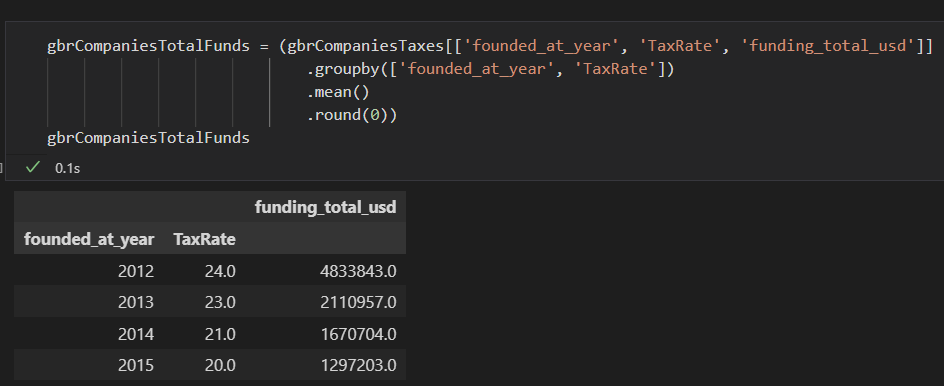 gbrCompaniesTotalFunds = (gbrCompaniesTaxes[['founded_at_year', 'TaxRate', 'funding_total_usd']]
.groupby(['founded_at_year', 'TaxRate'])
.mean()
.round(0))
gbrCompaniesTotalFunds
] ✓ 0.1s
funding_total_usd
founded_at_year TaxRate
2012 24.0 4833843.0
2013 23.0 2110957.0
2014 21.0 1670704.0
2015 20.0 1297203.0